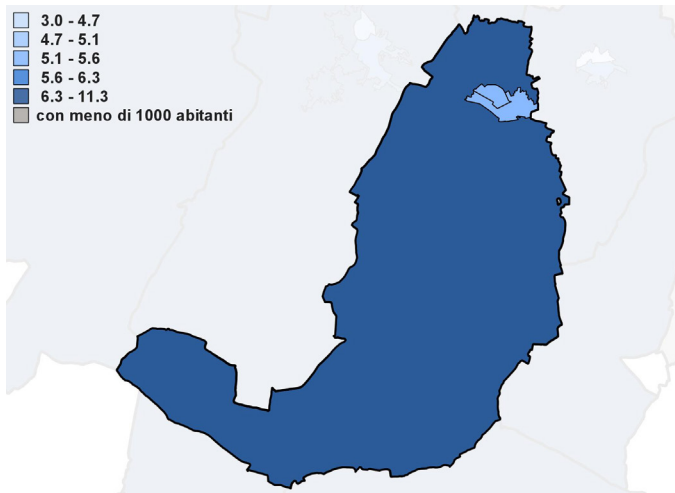 3.0 - 4.7
4.7 - 5.1
5.1 - 5.6
5.6 - 6.3
6.3 - 11.3
con meno di 1000 abitanti